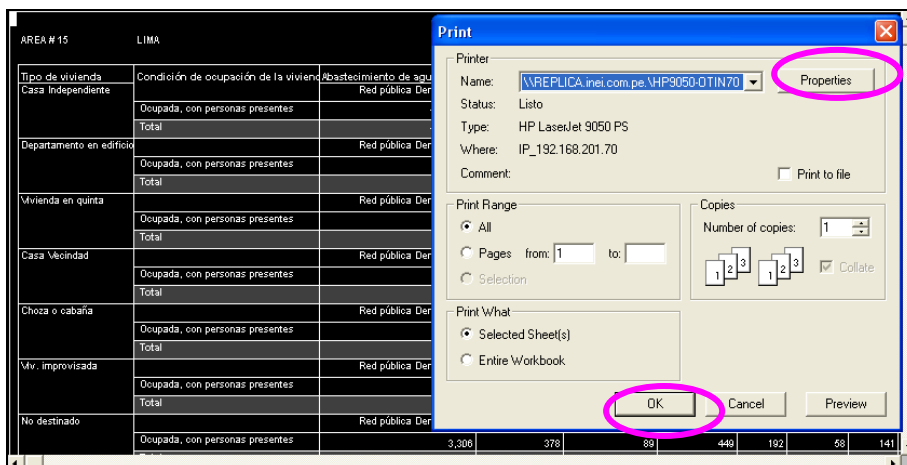 AREA # 15 LIMA
Tipo de vivienda Condición de ocupación de la viviend Abastecimiento de agu
Casa Independiente Red pública Der
Ocupada, con personas presentes
Total
Departamento en edificio Red pública Der
Ocupada, con personas presentes
Total
Vivienda en quinta Red pública Der
Ocupada, con personas presentes
Total
Casa Vecindad Red pública Der
Ocupada, con personas presentes
Total
Choza o cabaña Red pública Der
Ocupada, con personas presentes
Total
Viv. improvisada Red pública Der
Ocupada, con personas presentes
Total
No destinado Red pública Der
Ocupada, con personas presentes 3,306 378 89 449 192 58 141
Print
Printer
Name: \\REPLICA.inei.com.pe.\HP9050-OTIN70 Properties
Status: Listo
Type: HP LaserJet 9050 PS
Where: IP_192.168.201.70
Comment: Print to file
Print Range
All
Pages from: 1 to:
Selection
Copies
Number of copies: 1
1 2 3 1 2 3 Collate
Print What
Selected Sheet(s)
Entire Workbook
OK Cancel Preview